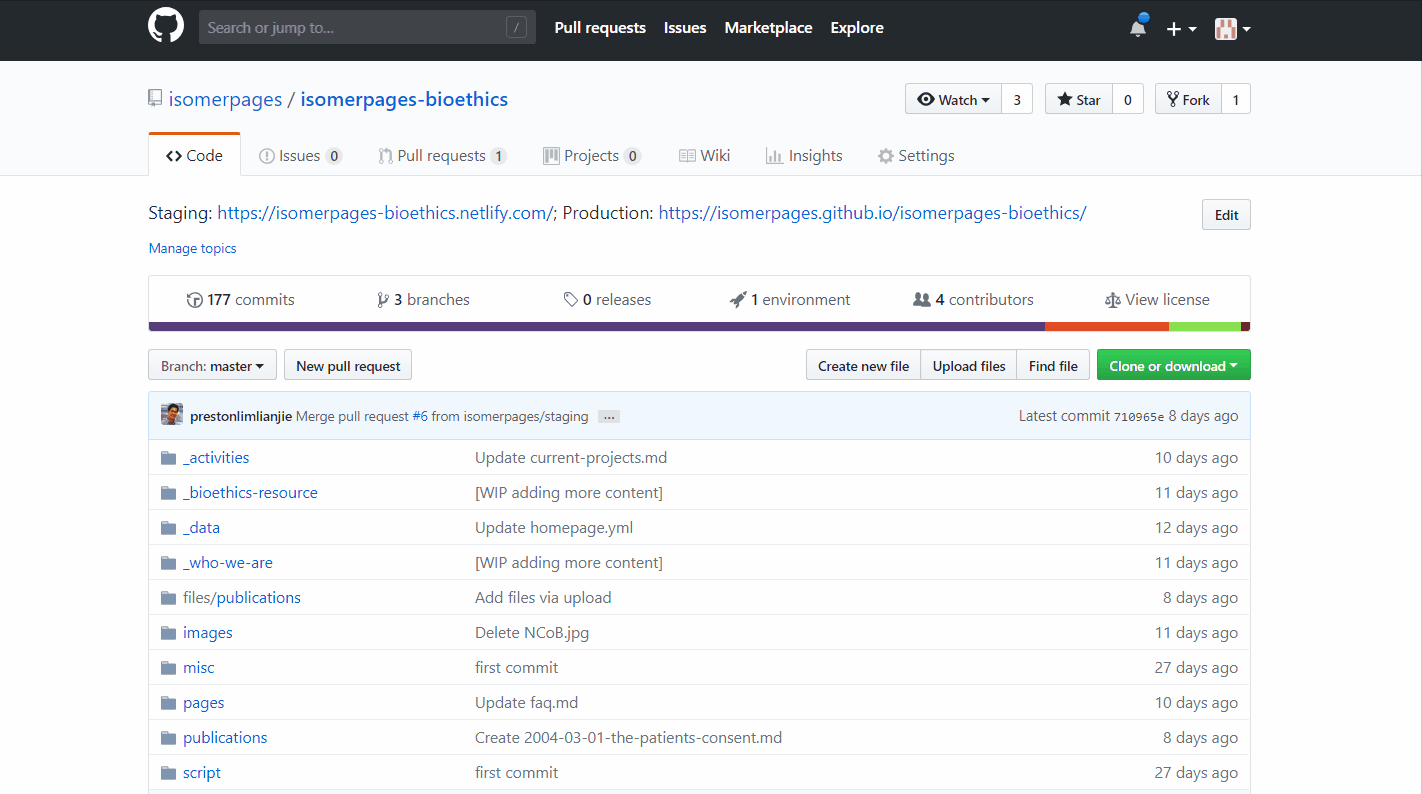 Search or jump to... / Pull requests Issues Marketplace Explore
isomerpages / isomerpages-bioethics Watch 3 Star 0 Fork 1
Code Issues 0 Pull requests 1 Projects 0 Wiki Insights Settings
Staging: https://isomerpages-bioethics.netlify.com/; Production: https://isomerpages.github.io/isomerpages-bioethics/ Edit
Manage topics
177 commits 3 branches 0 releases 1 environment 4 contributors View license
Branch: master New pull request Create new file Upload files Find file Clone or download
prestonlimlianjie Merge pull request #6 from isomerpages/staging ... Latest commit 710965e 8 days ago
_activities Update current-projects.md 10 days ago
_bioethics-resource [WIP adding more content] 11 days ago
_data Update homepage.yml 12 days ago
_who-we-are [WIP adding more content] 11 days ago
files/publications Add files via upload 8 days ago
images Delete NCoB.jpg 11 days ago
misc first commit 27 days ago
pages Update faq.md 10 days ago
publications Create 2004-03-01-the-patients-consent.md 8 days ago
script first commit 27 days ago